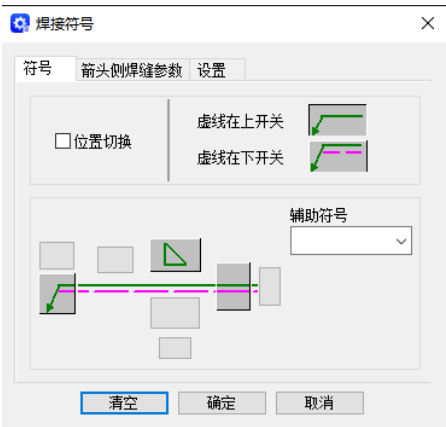 焊接符号
符号
箭头侧焊缝参数
设置
位置切换
虚线在上开关
虚线在下开关
辅助符号
清空
确定
取消